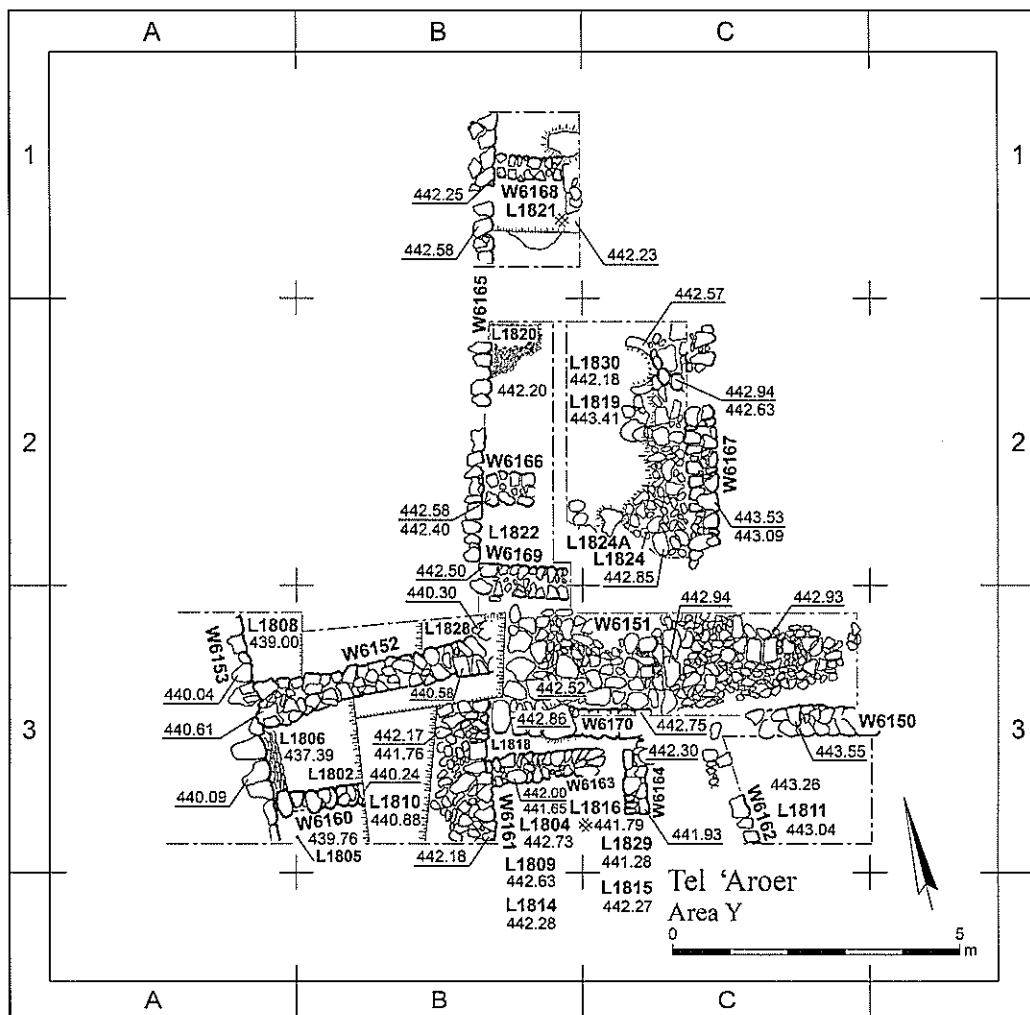 A B C
1 1
W6168
442.25
L1821
442.58
442.23
W6165
442.57
L1820
L1830
442.18
442.20
442.94
442.63
L1819
443.41
2 2
W6166
W6167
442.58
442.40
443.53
443.09
L1822
L1824A
W6169
L1824
442.50
442.85
440.30
442.94
442.93
L1808
439.00
L1828
W6151
W6153
W6152
440.04
440.58
442.52
440.61
442.86
W6170
442.75
W6150
3 3
L1806
437.39
442.17
441.76
L1818
442.30
443.55
L1802
440.24
442.00
441.65
W6163
W6164
443.26
440.09
L1810
440.88
W6161
L1816
441.79
W6162
L1811
443.04
W6160
439.76
L1804
442.73
441.93
L1805
442.18
L1829
441.28
L1809
442.63
L1815
442.27
L1814
442.28
Tel ‘Aroer
Area Y
0 5
m
A B C